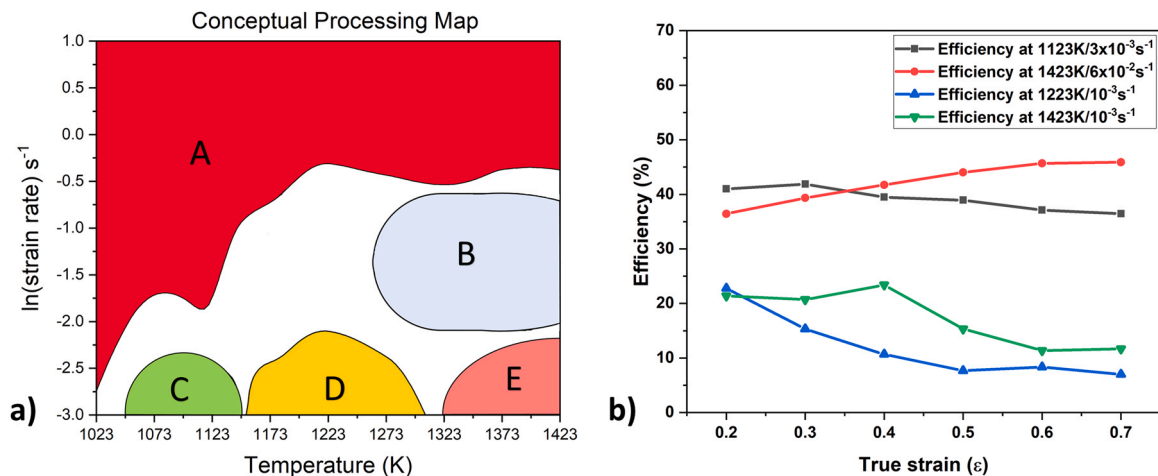 Conceptual Processing Map
ln(strain rate) s⁻¹
1.0
0.5
0.0
-0.5
-1.0
-1.5
-2.0
-2.5
-3.0
A
B
C
D
E
1023 1073 1123 1173 1223 1273 1323 1373 1423
Temperature (K)
a)
Efficiency at 1123K/3x10⁻³s⁻¹
Efficiency at 1423K/6x10⁻²s⁻¹
Efficiency at 1223K/10⁻³s⁻¹
Efficiency at 1423K/10⁻³s⁻¹
Efficiency (%)
70
60
50
40
30
20
10
0
0.2 0.3 0.4 0.5 0.6 0.7
True strain (ε)
b)